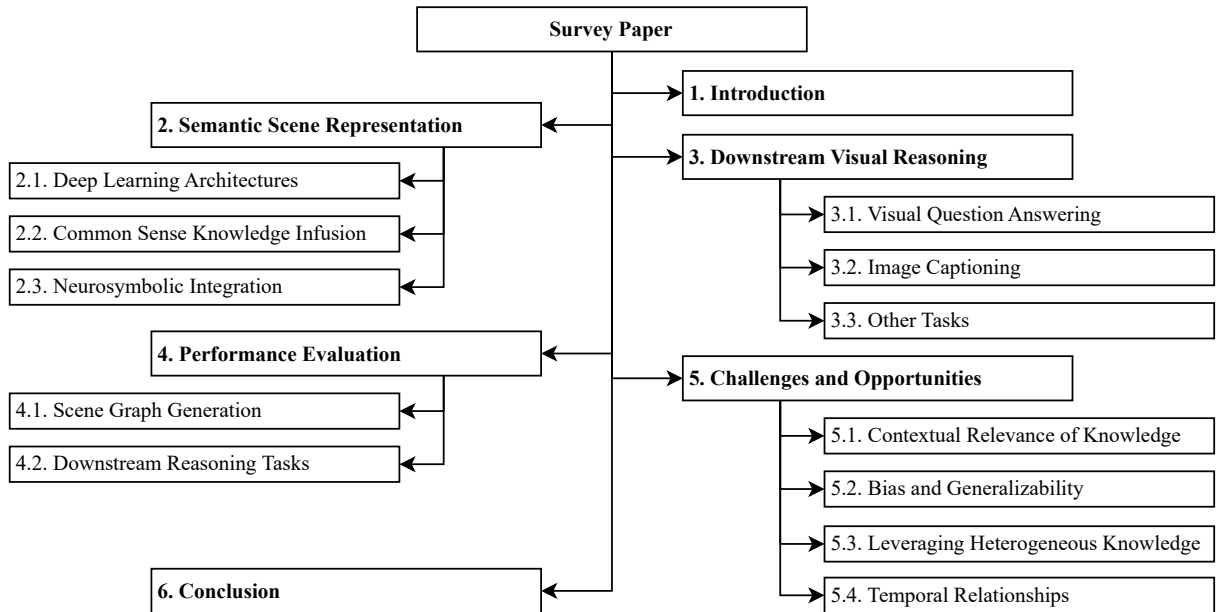 Survey Paper
1. Introduction
2. Semantic Scene Representation
2.1. Deep Learning Architectures
2.2. Common Sense Knowledge Infusion
2.3. Neurosymbolic Integration
3. Downstream Visual Reasoning
3.1. Visual Question Answering
3.2. Image Captioning
3.3. Other Tasks
4. Performance Evaluation
4.1. Scene Graph Generation
4.2. Downstream Reasoning Tasks
5. Challenges and Opportunities
5.1. Contextual Relevance of Knowledge
5.2. Bias and Generalizability
5.3. Leveraging Heterogeneous Knowledge
5.4. Temporal Relationships
6. Conclusion